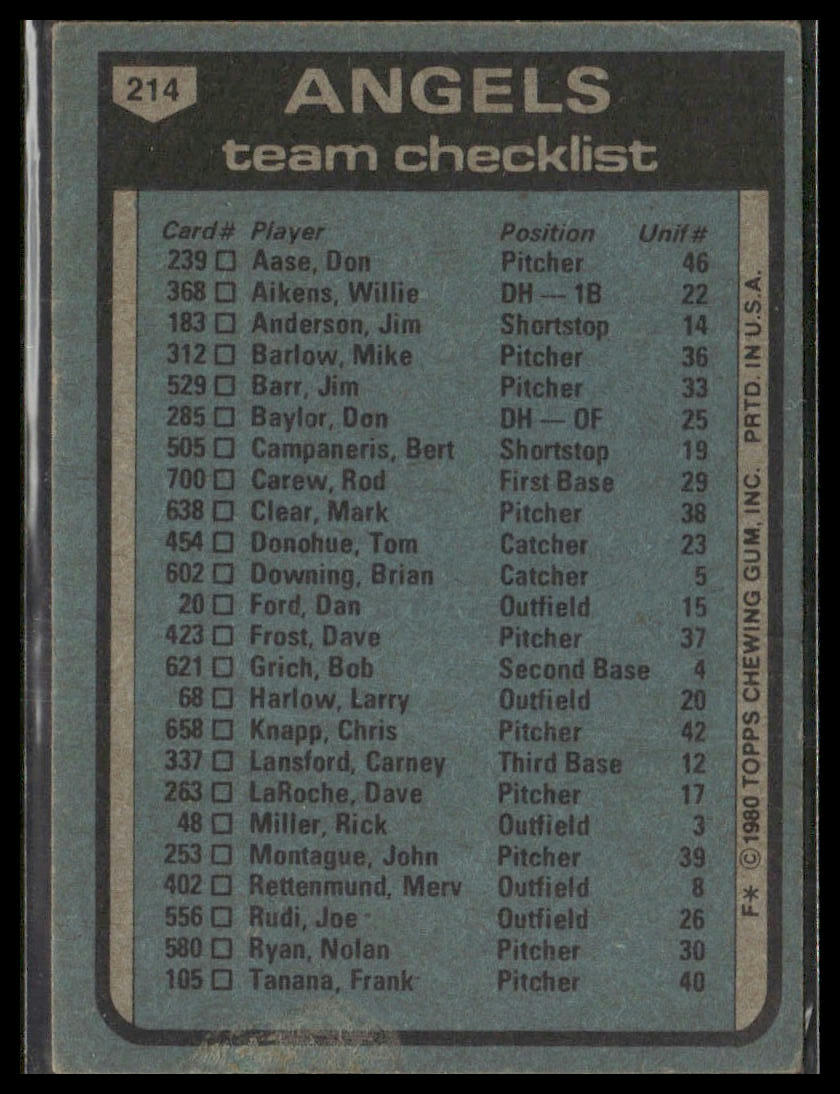 214
ANGELS
team checklist
Card# Player Position Unif#
239 □ Aase, Don Pitcher 46
368 □ Aikens, Willie DH — 1B 22
183 □ Anderson, Jim Shortstop 14
312 □ Barlow, Mike Pitcher 36
529 □ Barr, Jim Pitcher 33
285 □ Baylor, Don DH — OF 25
505 □ Campaneris, Bert Shortstop 19
700 □ Carew, Rod First Base 29
638 □ Clear, Mark Pitcher 38
454 □ Donohue, Tom Catcher 23
602 □ Downing, Brian Catcher 5
20 □ Ford, Dan Outfield 15
423 □ Frost, Dave Pitcher 37
621 □ Grich, Bob Second Base 4
68 □ Harlow, Larry Outfield 20
658 □ Knapp, Chris Pitcher 42
337 □ Lansford, Carney Third Base 12
263 □ LaRoche, Dave Pitcher 17
48 □ Miller, Rick Outfield 3
253 □ Montague, John Pitcher 39
402 □ Rettenmund, Merv Outfield 8
556 □ Rudi, Joe Outfield 26
580 □ Ryan, Nolan Pitcher 30
105 □ Tanana, Frank Pitcher 40
F* ©1980 TOPPS CHEWING GUM, INC. PRTD. IN U.S.A.